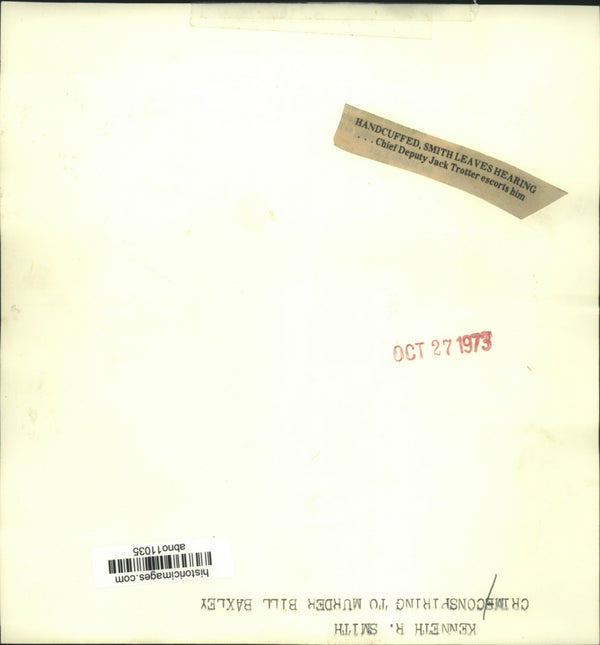 HANDCUFFED, SMITH LEAVES HEARING
. . . Chief Deputy Jack Trotter escorts him
OCT 27 1973
historicimages.com
abno11035
KENNETH R. SMITH
CRIME CONSPIRING TO MURDER BILL BAXLEY